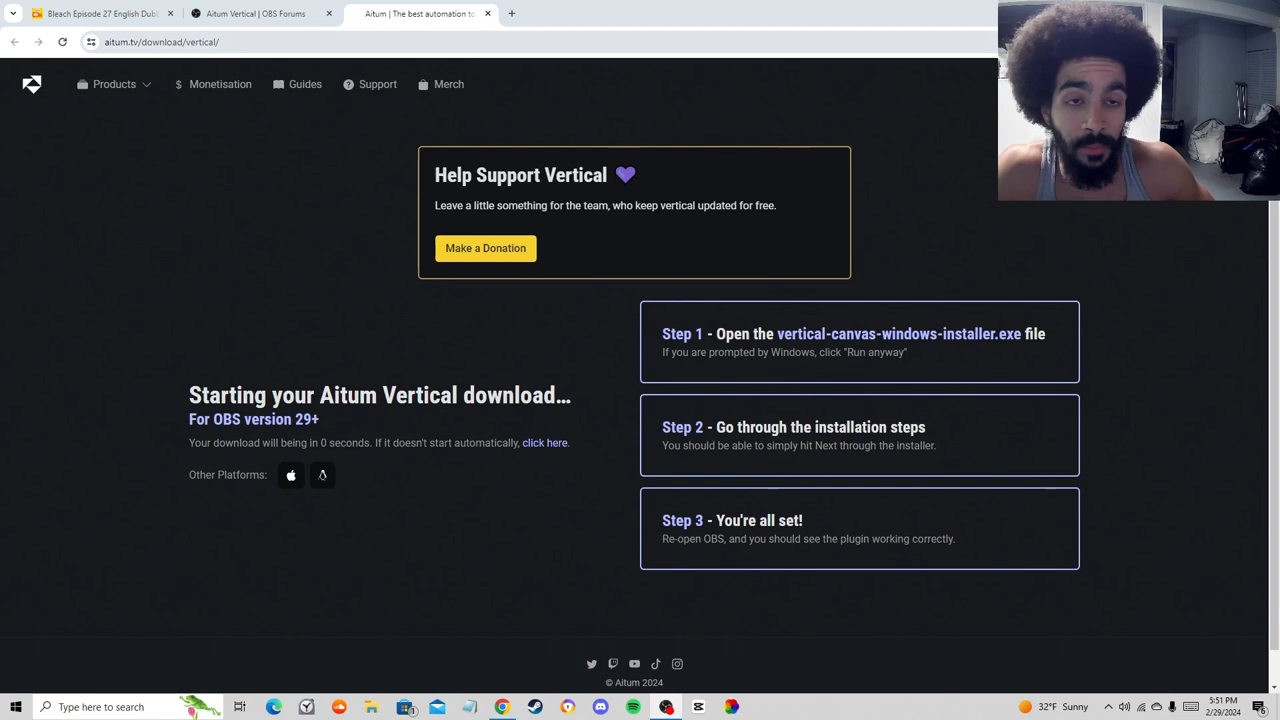 Bleach Episode 27 English Dub
Aitum Vertical | OBS Forums
Aitum | The best automation to
aitum.tv/download/vertical/
Products
Monetisation
Guides
Support
Merch
Help Support Vertical
Leave a little something for the team, who keep vertical updated for free.
Make a Donation
Starting your Aitum Vertical download…
For OBS version 29+
Your download will being in 0 seconds. If it doesn't start automatically, click here.
Other Platforms:
Step 1 - Open the vertical-canvas-windows-installer.exe file
If you are prompted by Windows, click "Run anyway"
Step 2 - Go through the installation steps
You should be able to simply hit Next through the installer.
Step 3 - You're all set!
Re-open OBS, and you should see the plugin working correctly.
© Aitum 2024
Type here to search
32°F Sunny
5:51 PM
2/29/2024